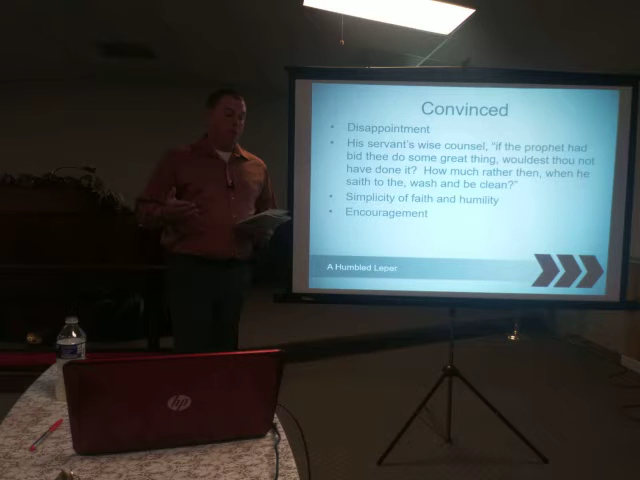 Convinced
• Disappointment
• His servant's wise counsel, "if the prophet had
bid thee do some great thing, wouldest thou not
have done it? How much rather then, when he
saith to the, wash and be clean?"
• Simplicity of faith and humility
• Encouragement
A Humbled Leper
hp